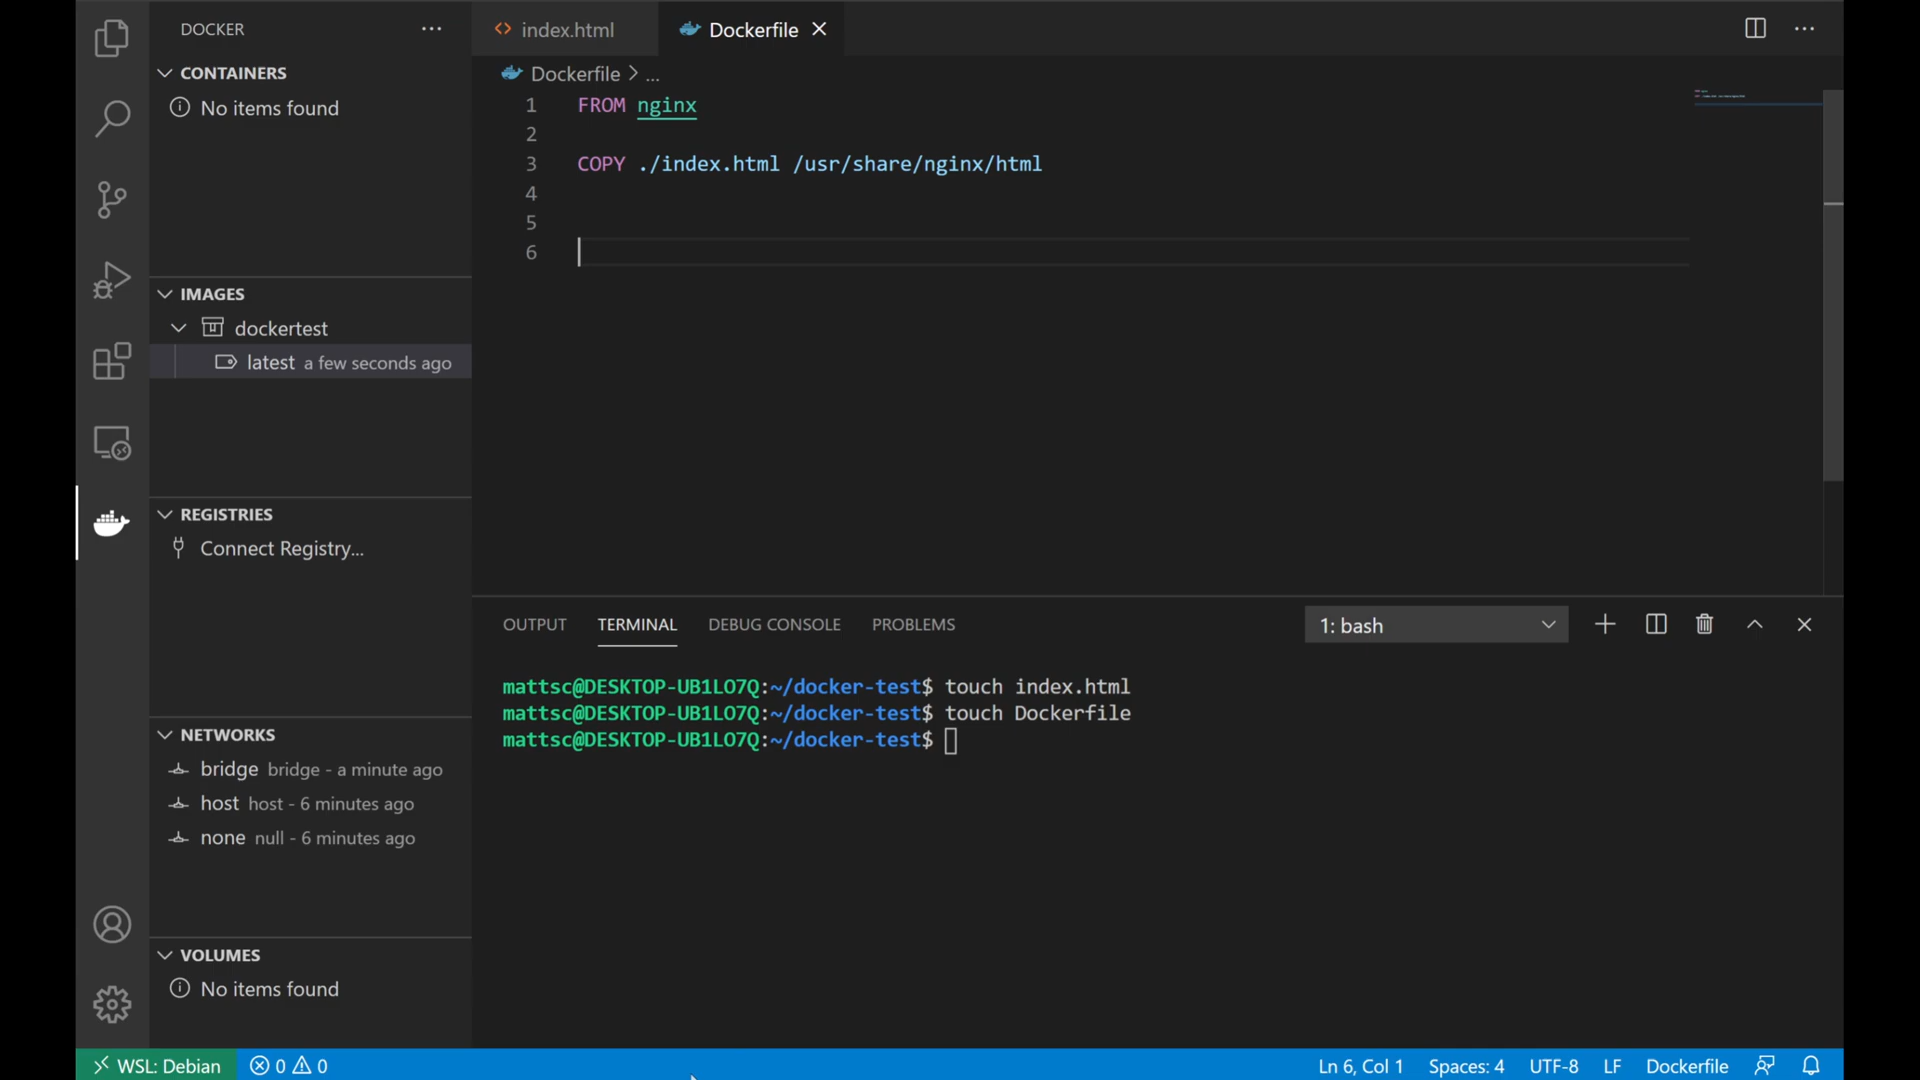 DOCKER
CONTAINERS
No items found
IMAGES
dockertest
latest a few seconds ago
REGISTRIES
Connect Registry...
NETWORKS
bridge bridge - a minute ago
host host - 6 minutes ago
none null - 6 minutes ago
VOLUMES
No items found
index.html
Dockerfile
Dockerfile > ...
1 FROM nginx
2
3 COPY ./index.html /usr/share/nginx/html
4
5
6
OUTPUT TERMINAL DEBUG CONSOLE PROBLEMS
1: bash
mattsc@DESKTOP-UB1LO7Q:~/docker-test$ touch index.html
mattsc@DESKTOP-UB1LO7Q:~/docker-test$ touch Dockerfile
mattsc@DESKTOP-UB1LO7Q:~/docker-test$
WSL: Debian 0 0 Ln 6, Col 1 Spaces: 4 UTF-8 LF Dockerfile